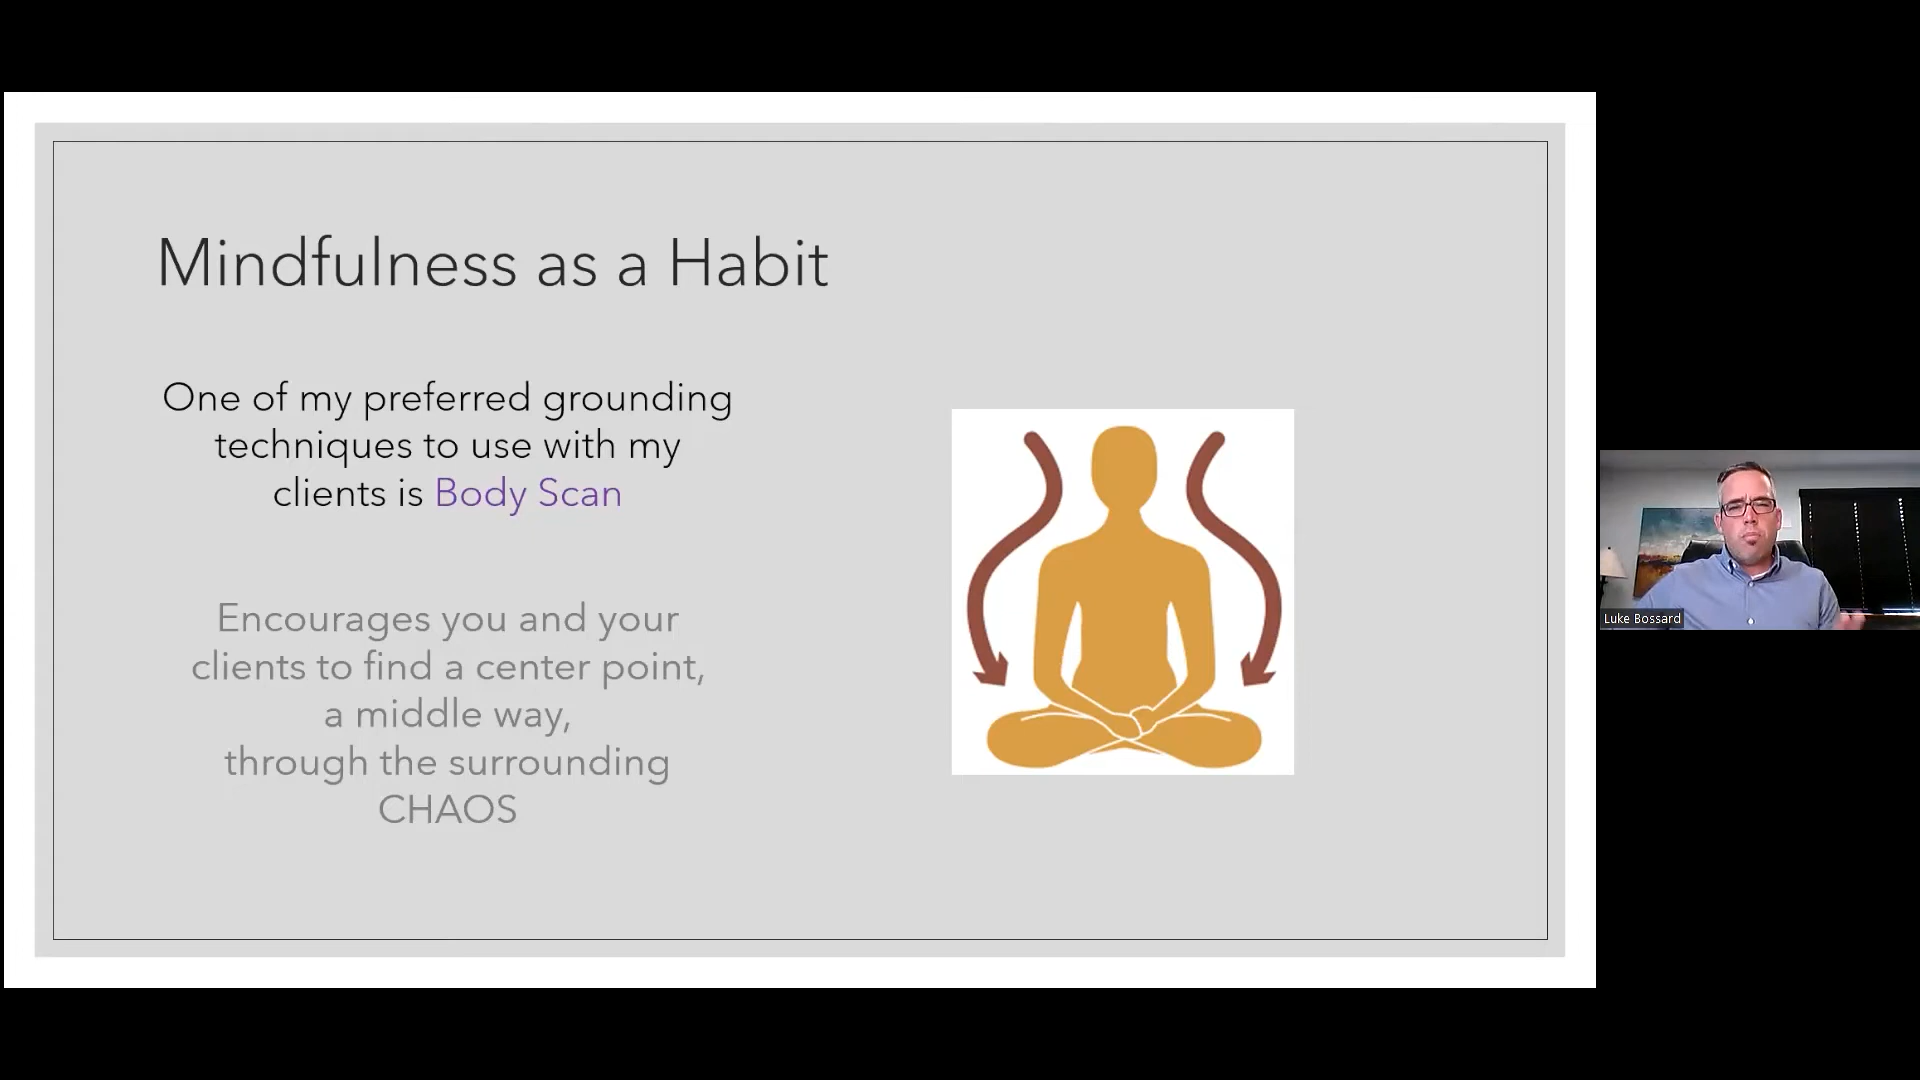 Mindfulness as a Habit
One of my preferred grounding
techniques to use with my
clients is Body Scan
Encourages you and your
clients to find a center point,
a middle way,
through the surrounding
CHAOS
Luke Bossard